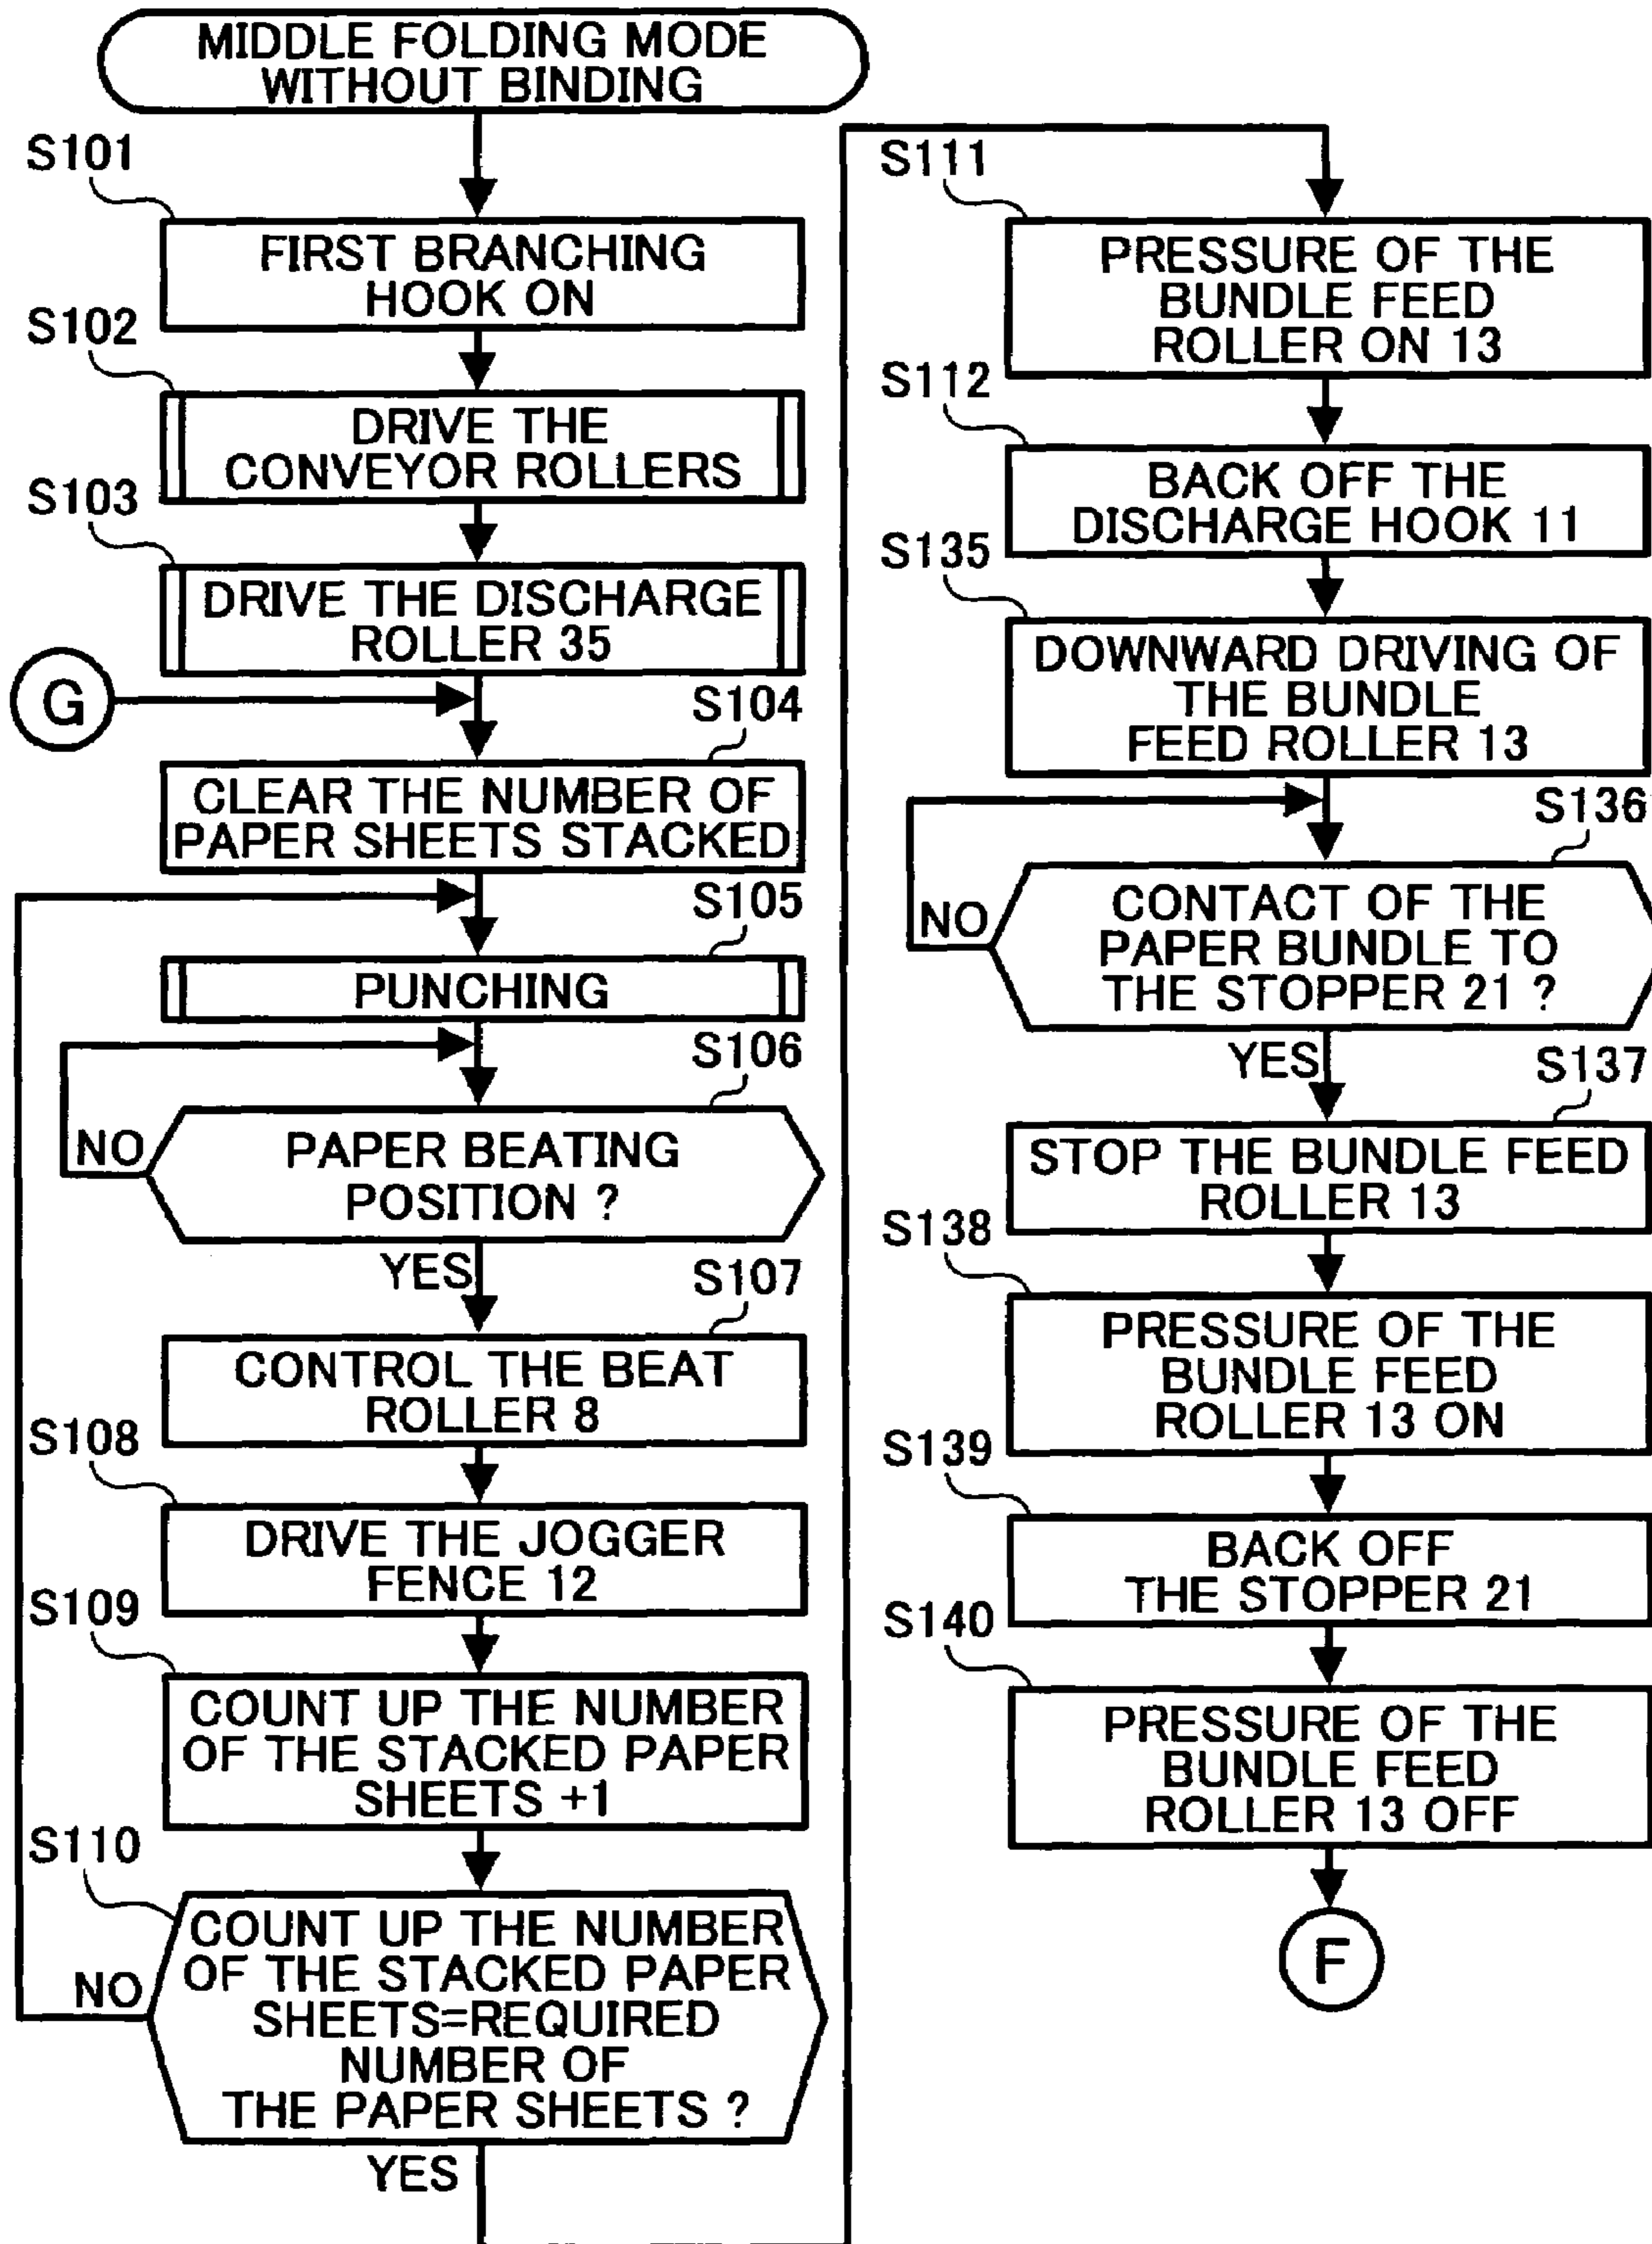 MIDDLE FOLDING MODE
WITHOUT BINDING
S101
FIRST BRANCHING
HOOK ON
S102
DRIVE THE
CONVEYOR ROLLERS
S103
DRIVE THE DISCHARGE
ROLLER 35
G
S104
CLEAR THE NUMBER OF
PAPER SHEETS STACKED
S105
PUNCHING
S106
NO
PAPER BEATING
POSITION ?
YES
S107
CONTROL THE BEAT
ROLLER 8
S108
DRIVE THE JOGGER
FENCE 12
S109
COUNT UP THE NUMBER
OF THE STACKED PAPER
SHEETS +1
S110
COUNT UP THE NUMBER
OF THE STACKED PAPER
SHEETS=REQUIRED
NUMBER OF
THE PAPER SHEETS ?
NO
YES
S111
PRESSURE OF THE
BUNDLE FEED
ROLLER ON 13
S112
BACK OFF THE
DISCHARGE HOOK 11
S135
DOWNWARD DRIVING OF
THE BUNDLE
FEED ROLLER 13
S136
NO
CONTACT OF THE
PAPER BUNDLE TO
THE STOPPER 21 ?
YES
S137
STOP THE BUNDLE FEED
ROLLER 13
S138
PRESSURE OF THE
BUNDLE FEED
ROLLER 13 ON
S139
BACK OFF
THE STOPPER 21
S140
PRESSURE OF THE
BUNDLE FEED
ROLLER 13 OFF
F